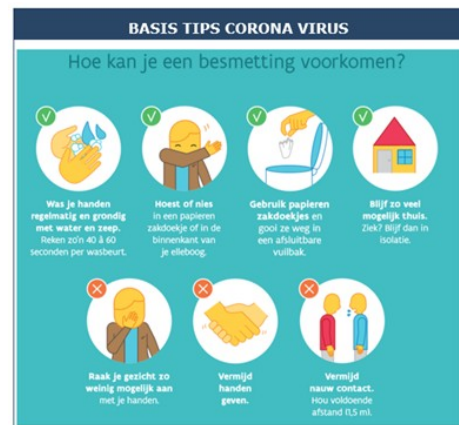 BASIS TIPS CORONA VIRUS
Hoe kan je een besmetting voorkomen?
Was je handen
regelmatig en grondig
met water en zeep.
Reken zo'n 40 à 60
seconden per wasbeurt.
Hoest of nies
in een papieren
zakdoekje of in de
binnenkant van
je elleboog.
Gebruik papieren
zakdoekjes en
gooi ze weg in
een afsluitbare
vuilbak.
Blijf zo veel
mogelijk thuis.
Ziek? Blijf dan in
isolatie.
Raak je gezicht zo
weinig mogelijk aan
met je handen.
Vermijd
handen
geven.
Vermijd
nauw contact.
Hou voldoende
afstand (1,5 m).